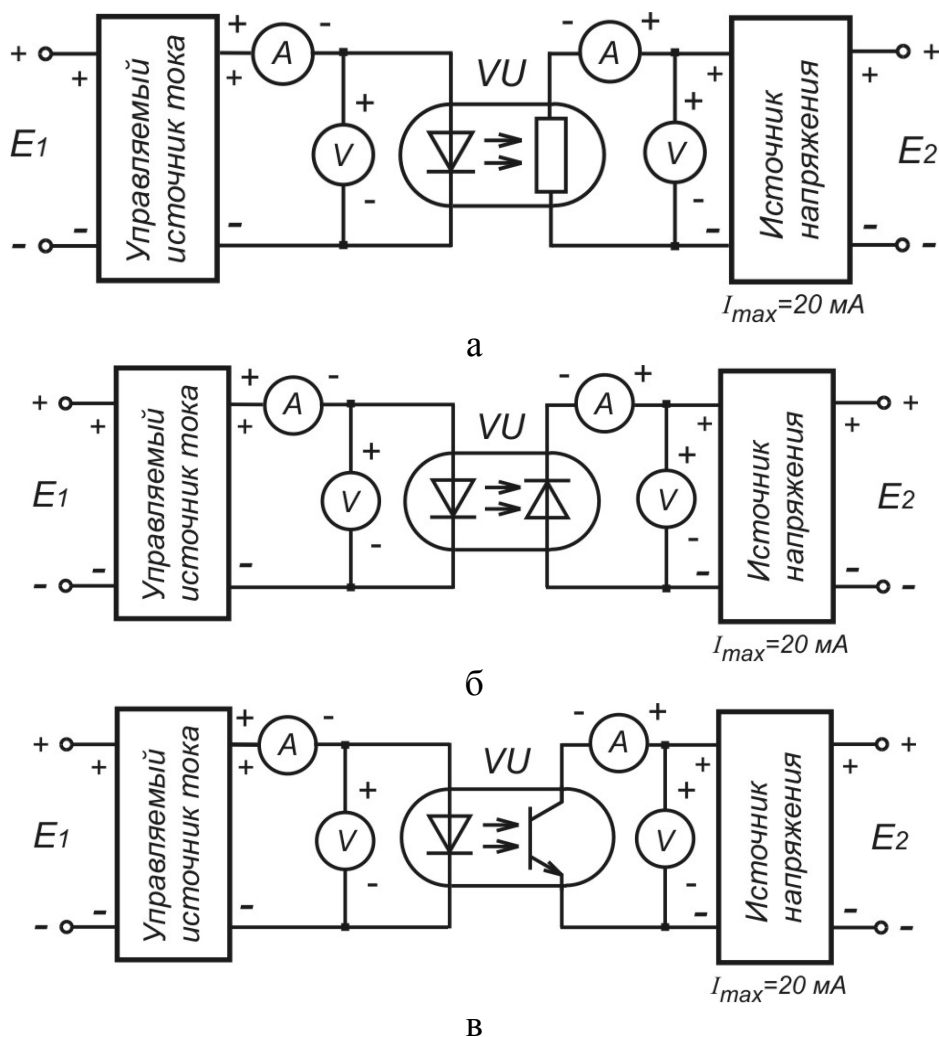 + + Управляемый источник тока + + A - VU - A + + Источник напряжения + +
E1 + V - + V - E2
- - - - - -
Imax=20 мА
а
+ + Управляемый источник тока + + A - VU - A + + Источник напряжения + +
E1 + V - + V - E2
- - - - - -
Imax=20 мА
б
+ + Управляемый источник тока + + A - VU - A + + Источник напряжения + +
E1 + V - + V - E2
- - - - - -
Imax=20 мА
в